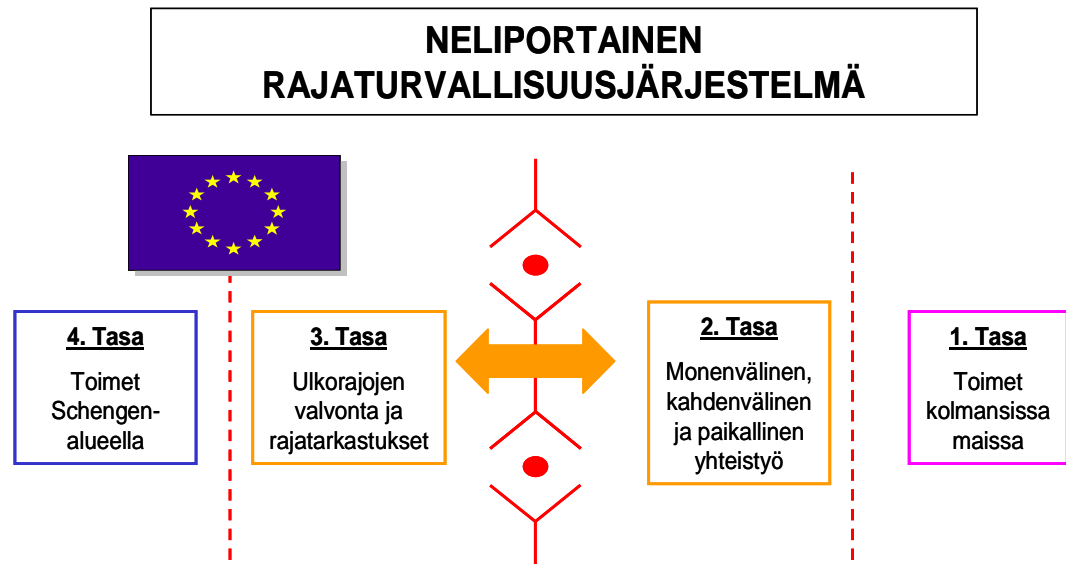 NELIPORTAINEN
RAJATURVALLISUUSJÄRJESTELMÄ
4. Tasa
Toimet
Schengen-
alueella
3. Tasa
Ulkorajojen
valvonta ja
rajatarkastukset
2. Tasa
Monenvälinen,
kahdenvälinen
ja paikallinen
yhteistyö
1. Tasa
Toimet
kolmansissa
maissa